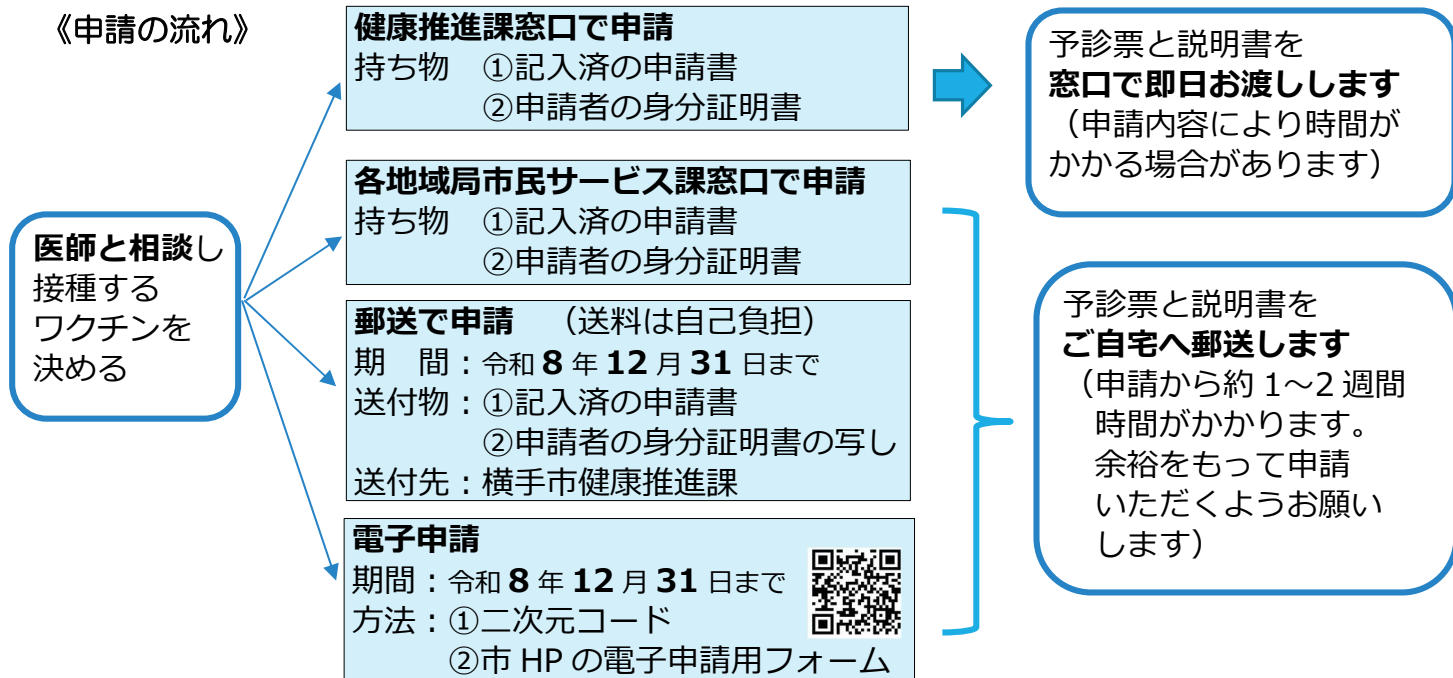 《申請の流れ》
医師と相談し
接種する
ワクチンを
決める
健康推進課窓口で申請
持ち物 ①記入済の申請書
②申請者の身分証明書
各地域局市民サービス課窓口で申請
持ち物 ①記入済の申請書
②申請者の身分証明書
郵送で申請 （送料は自己負担）
期 間：令和 8 年 12 月 31 日まで
送付物：①記入済の申請書
②申請者の身分証明書の写し
送付先：横手市健康推進課
電子申請
期間：令和 8 年 12 月 31 日まで
方法：①二次元コード
②市 HP の電子申請用フォーム
予診票と説明書を
窓口で即日お渡しします
（申請内容により時間が
かかる場合があります）
予診票と説明書を
ご自宅へ郵送します
（申請から約 1～2 週間
時間がかかります。
余裕をもって申請
いただくようお願い
します）